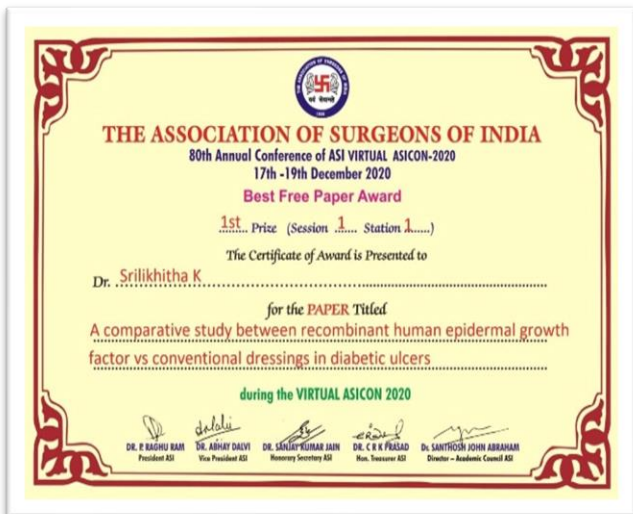 THE ASSOCIATION OF SURGEONS OF INDIA
80th Annual Conference of ASI VIRTUAL ASICON-2020
17th -19th December 2020
Best Free Paper Award
1st Prize (Session 1 Station 1)
The Certificate of Award is Presented to
Dr. Srilikhitha K
for the PAPER Titled
A comparative study between recombinant human epidermal growth
factor vs conventional dressings in diabetic ulcers
during the VIRTUAL ASICON 2020
DR. P. RAGHU RAM DR. ABHAY DALVI DR. SANJAY KUMAR JAIN DR. C R K PRASAD Dr. SANTHOSH JOHN ABRAHAM
President ASI Vice President ASI Honorary Secretary ASI Hon. Treasurer ASI Director – Academic Council ASI